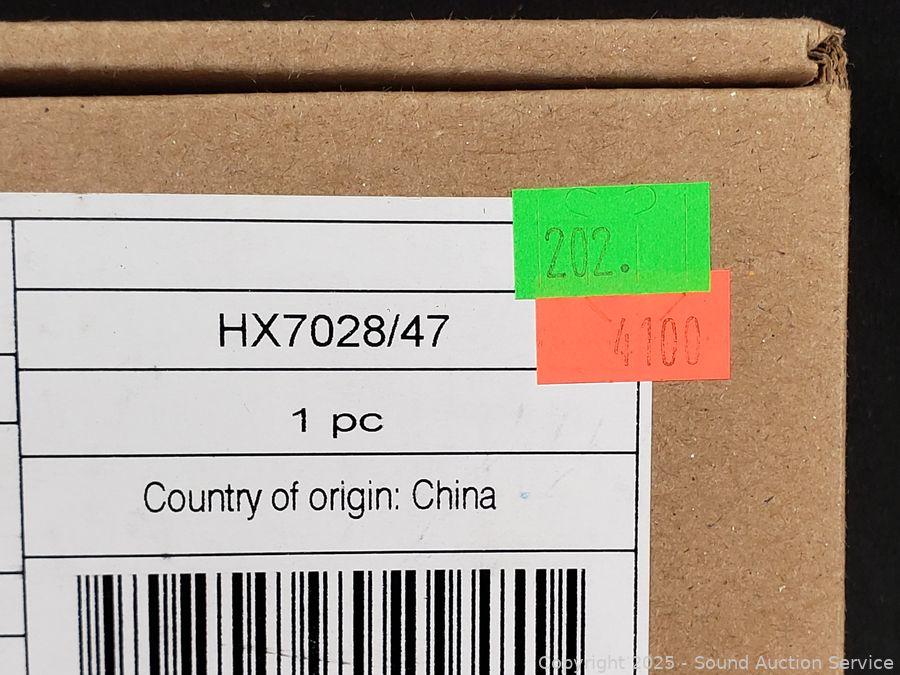 202.
4100
HX7028/47
1 pc
Country of origin: China
Copyright 2025 - Sound Auction Service